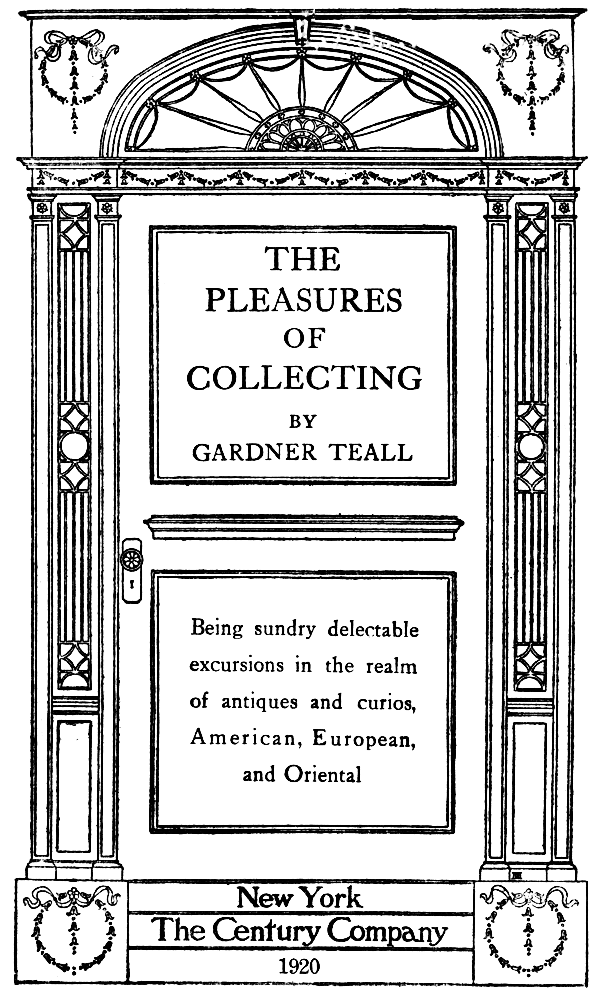 THE
PLEASURES
OF
COLLECTING
BY
GARDNER TEALL
Being sundry delectable
excursions in the realm
of antiques and curios,
American, European,
and Oriental
New York
The Century Company
1920